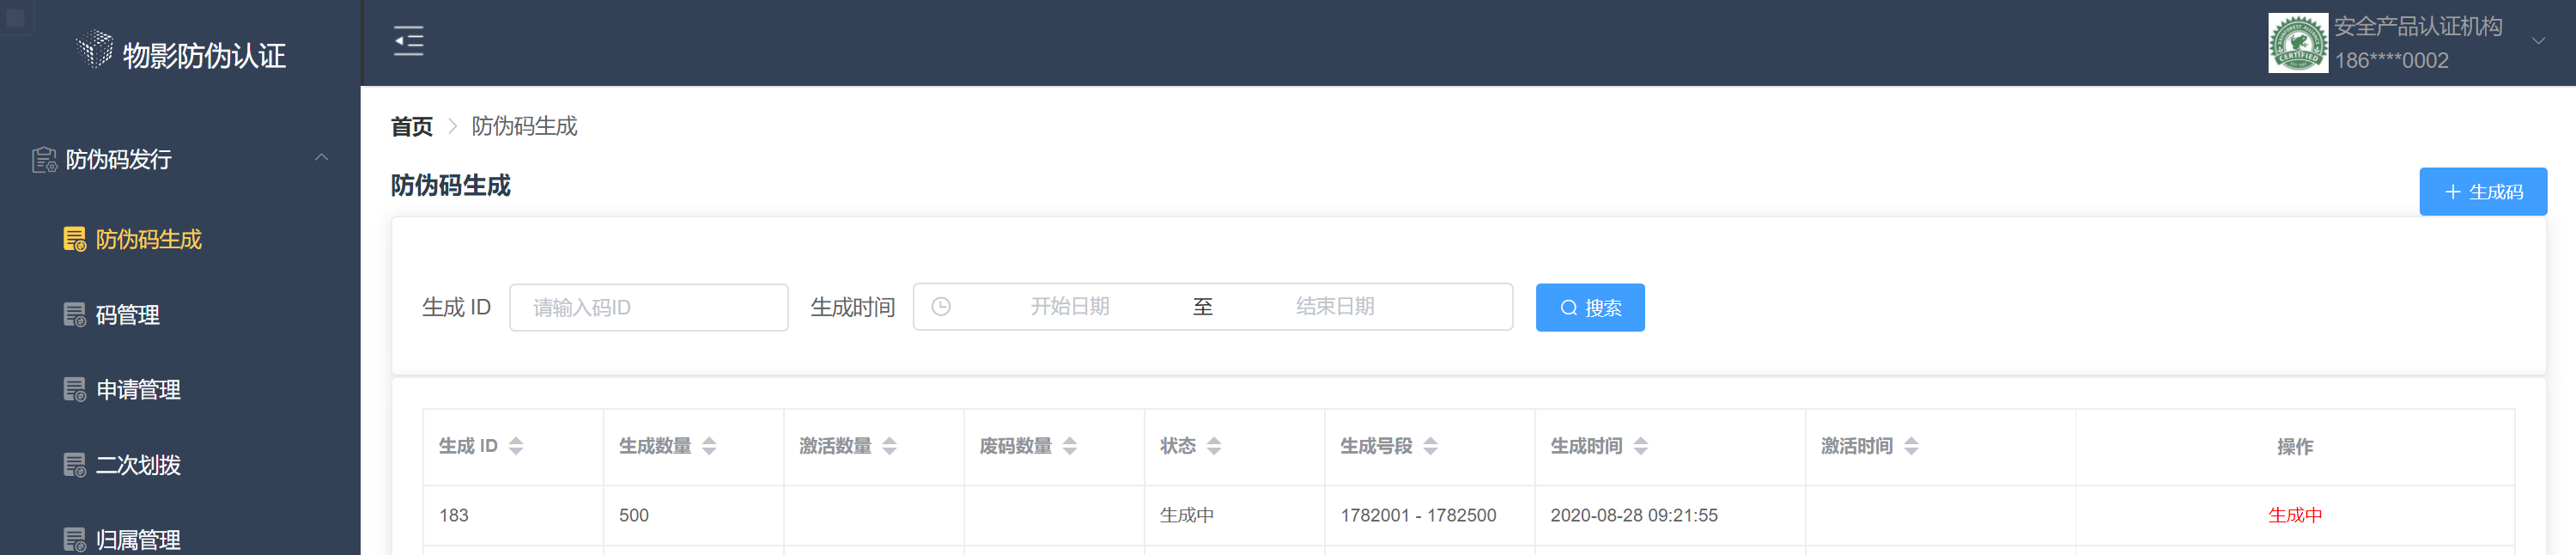 物影防伪认证
安全产品认证机构
186****0002
首页
防伪码生成
防伪码发行
防伪码生成
码管理
申请管理
二次划拨
归属管理
防伪码生成
生成码
生成 ID 请输入码ID 生成时间 开始日期 至 结束日期 搜索
生成 ID 生成数量 激活数量 废码数量 状态 生成号段 生成时间 激活时间 操作
183 500 生成中 1782001 - 1782500 2020-08-28 09:21:55 生成中